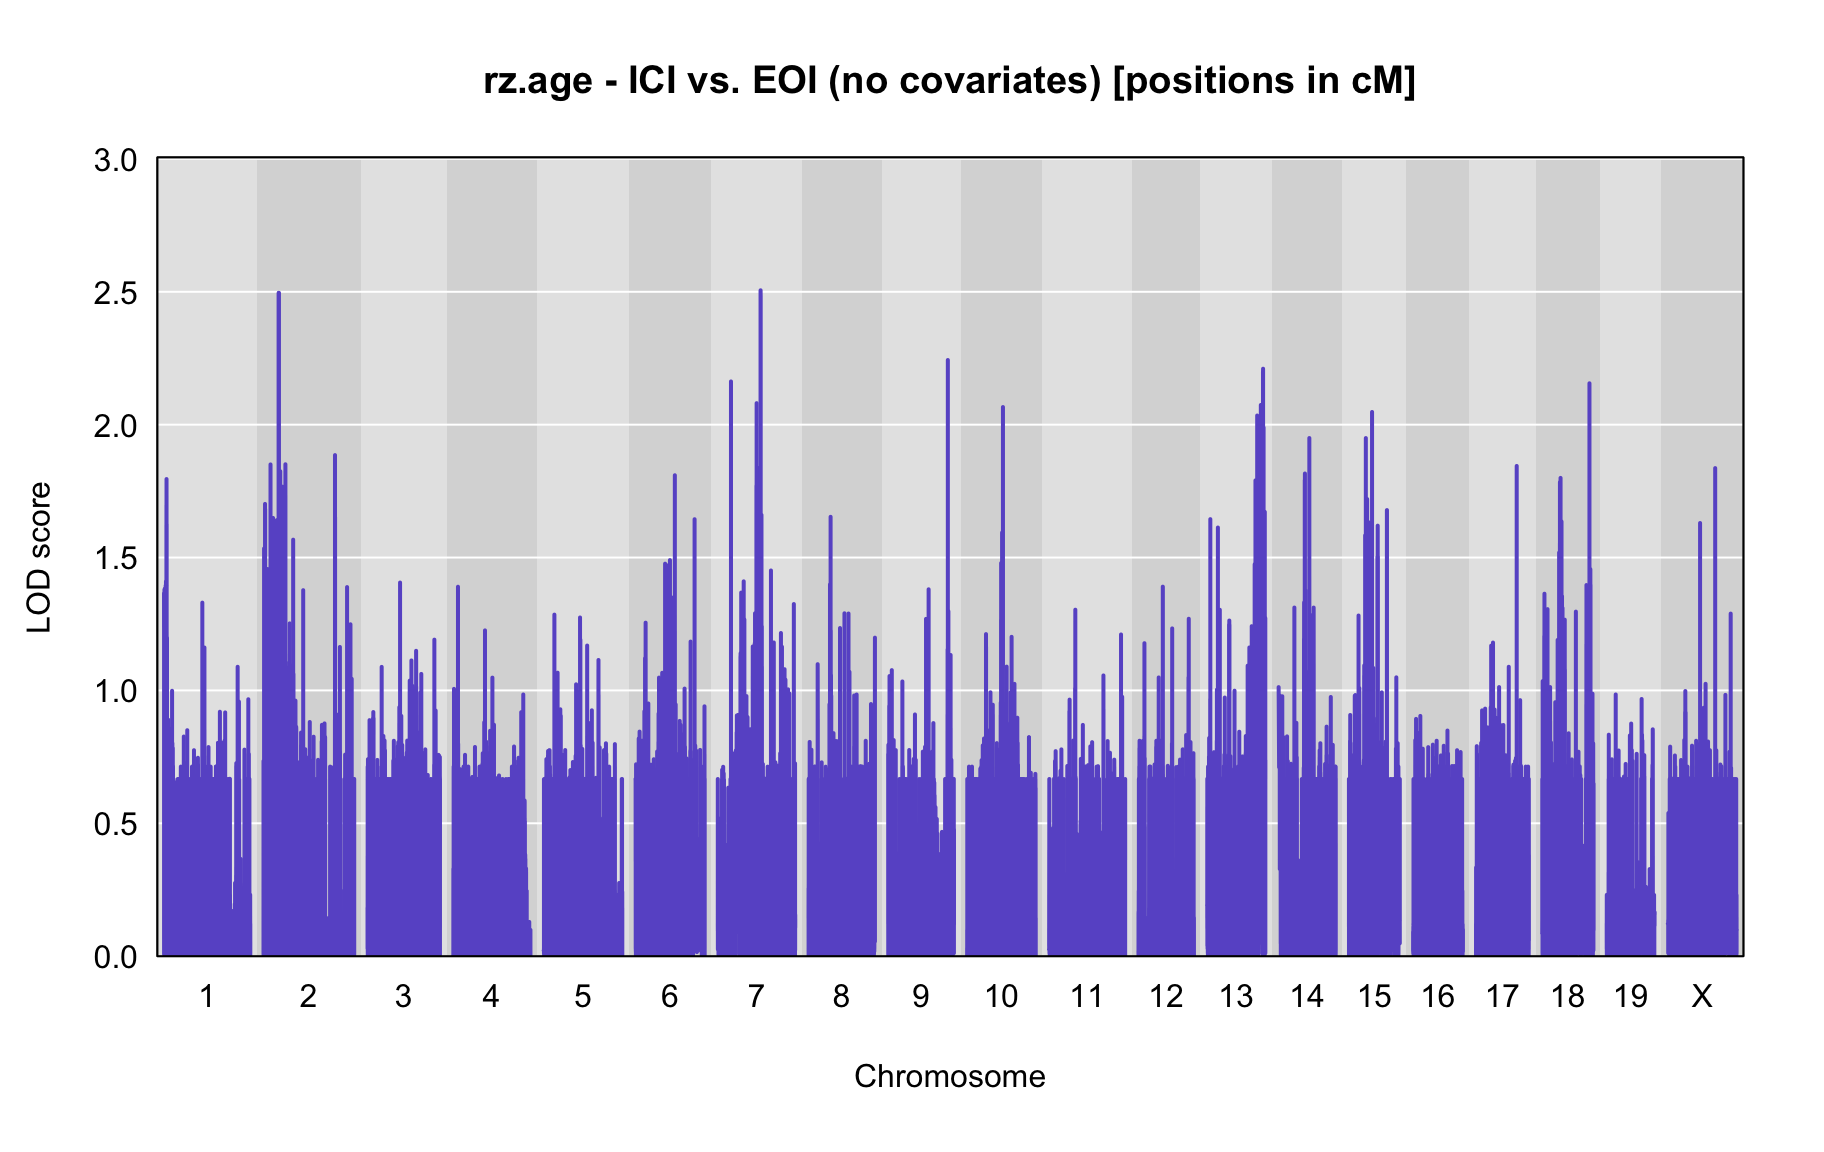 rz.age - ICI vs. EOI (no covariates) [positions in cM]
3.0
2.5
2.0
1.5
1.0
0.5
0.0
LOD score
1 2 3 4 5 6 7 8 9 10 11 12 13 14 15 16 17 18 19 X
Chromosome